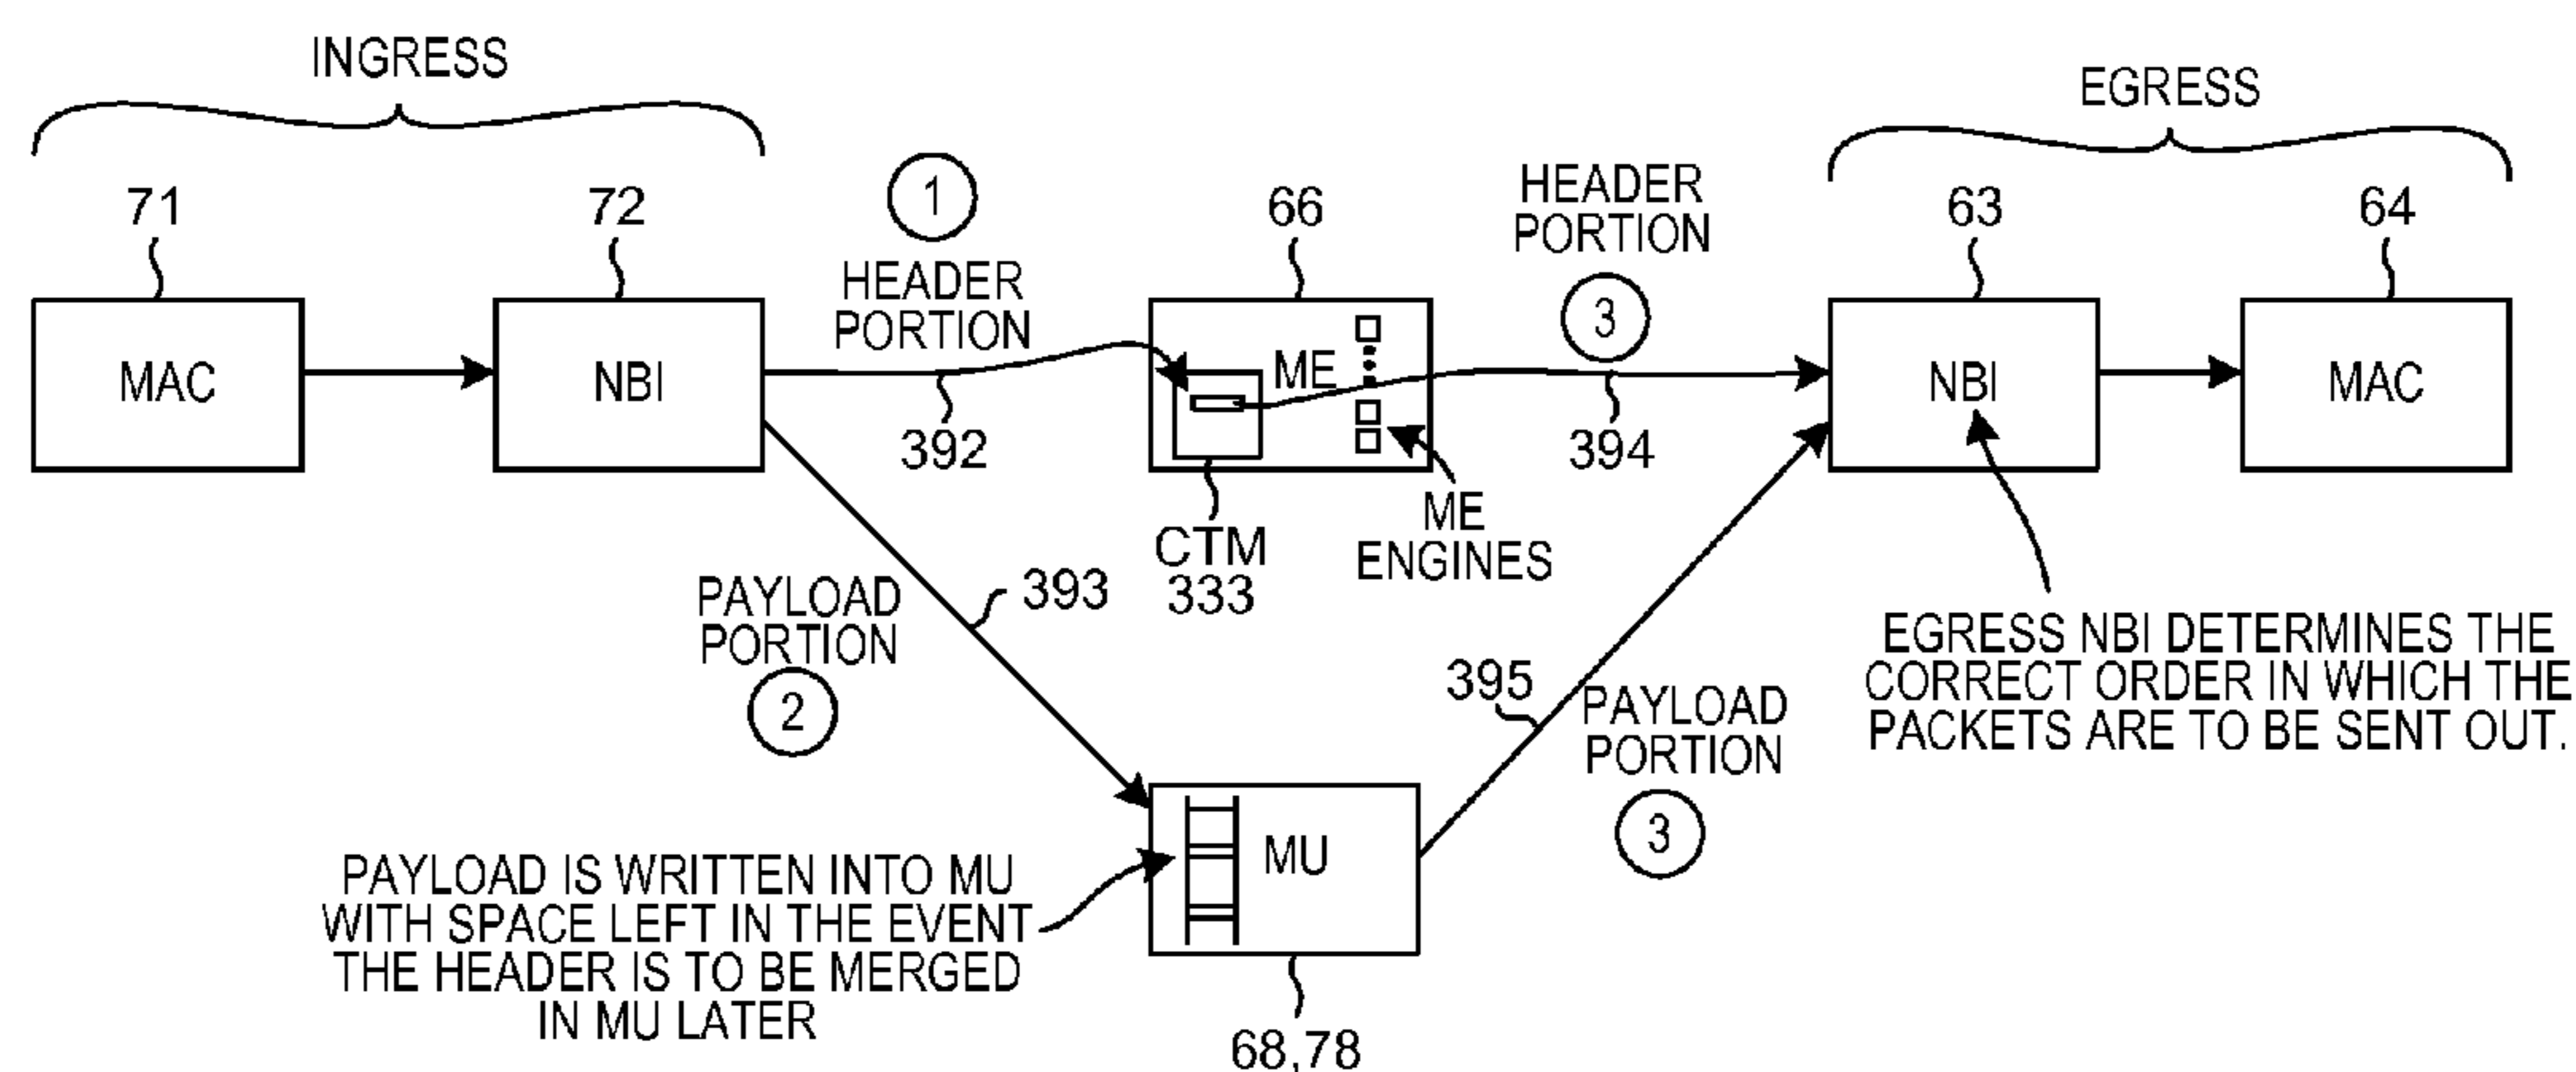 INGRESS
EGRESS
71
72
1
HEADER
PORTION
66
HEADER
PORTION
3
63
64
MAC
NBI
ME
NBI
MAC
392
394
CTM
333
ME
ENGINES
PAYLOAD
PORTION
2
393
395
PAYLOAD
PORTION
3
EGRESS NBI DETERMINES THE
CORRECT ORDER IN WHICH THE
PACKETS ARE TO BE SENT OUT.
PAYLOAD IS WRITTEN INTO MU
WITH SPACE LEFT IN THE EVENT
THE HEADER IS TO BE MERGED
IN MU LATER
MU
68,78